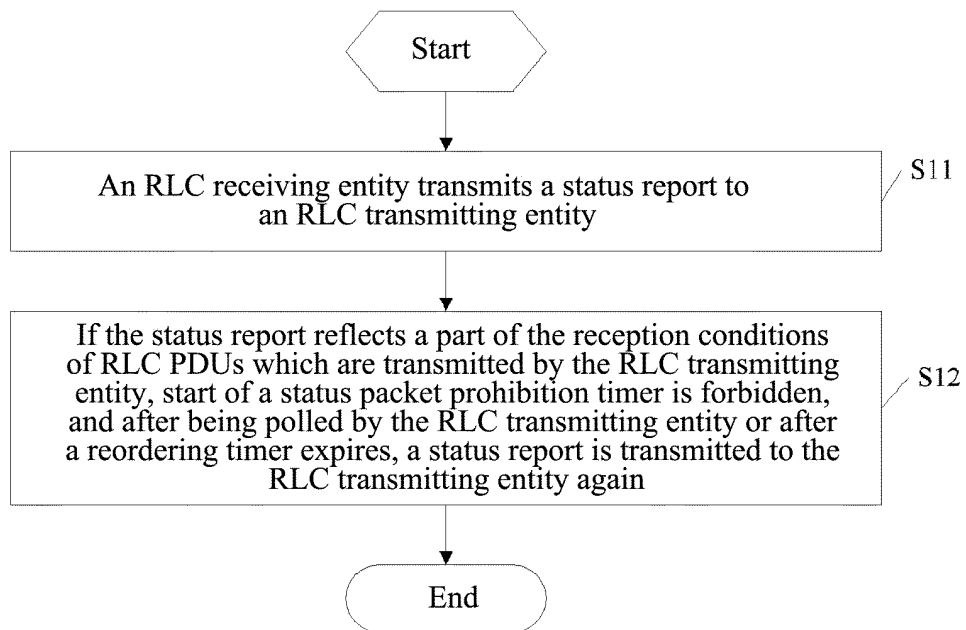 Start
An RLC receiving entity transmits a status report to
an RLC transmitting entity
S11
If the status report reflects a part of the reception conditions
of RLC PDUs which are transmitted by the RLC transmitting
entity, start of a status packet prohibition timer is forbidden,
and after being polled by the RLC transmitting entity or after
a reordering timer expires, a status report is transmitted to the
RLC transmitting entity again
S12
End